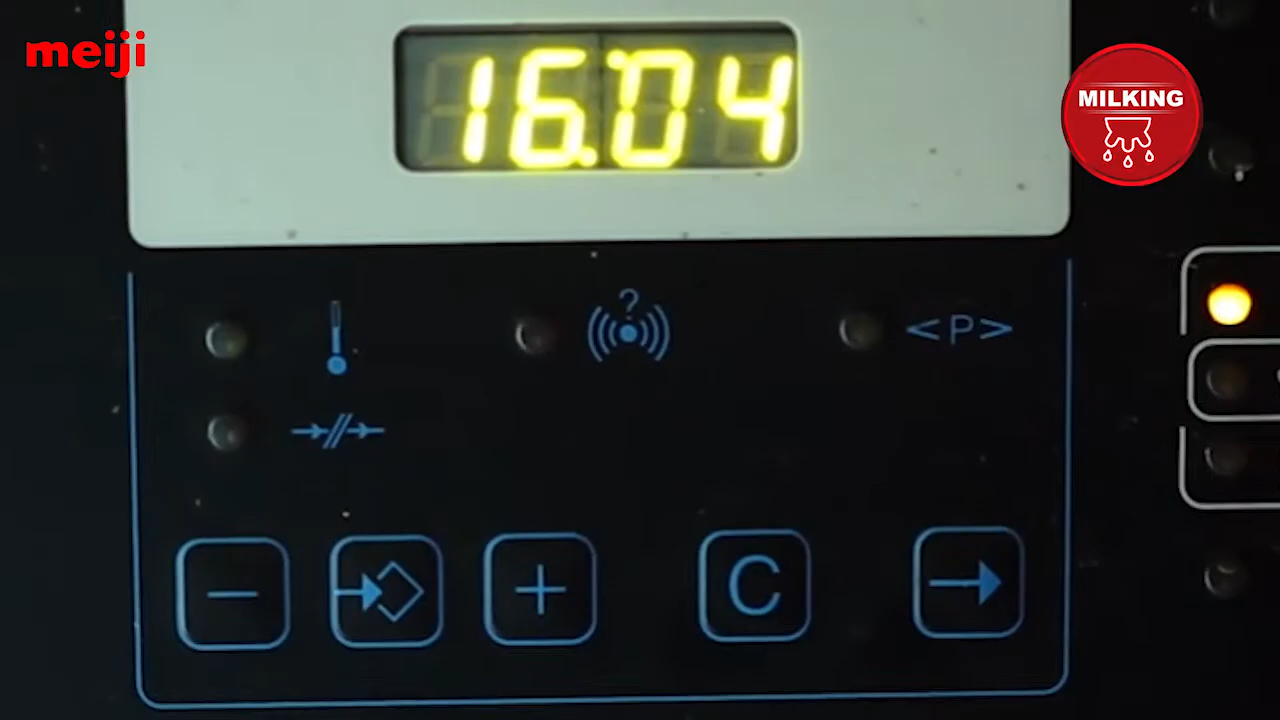 meiji
16.04
MILKING
?
<P>
− + C